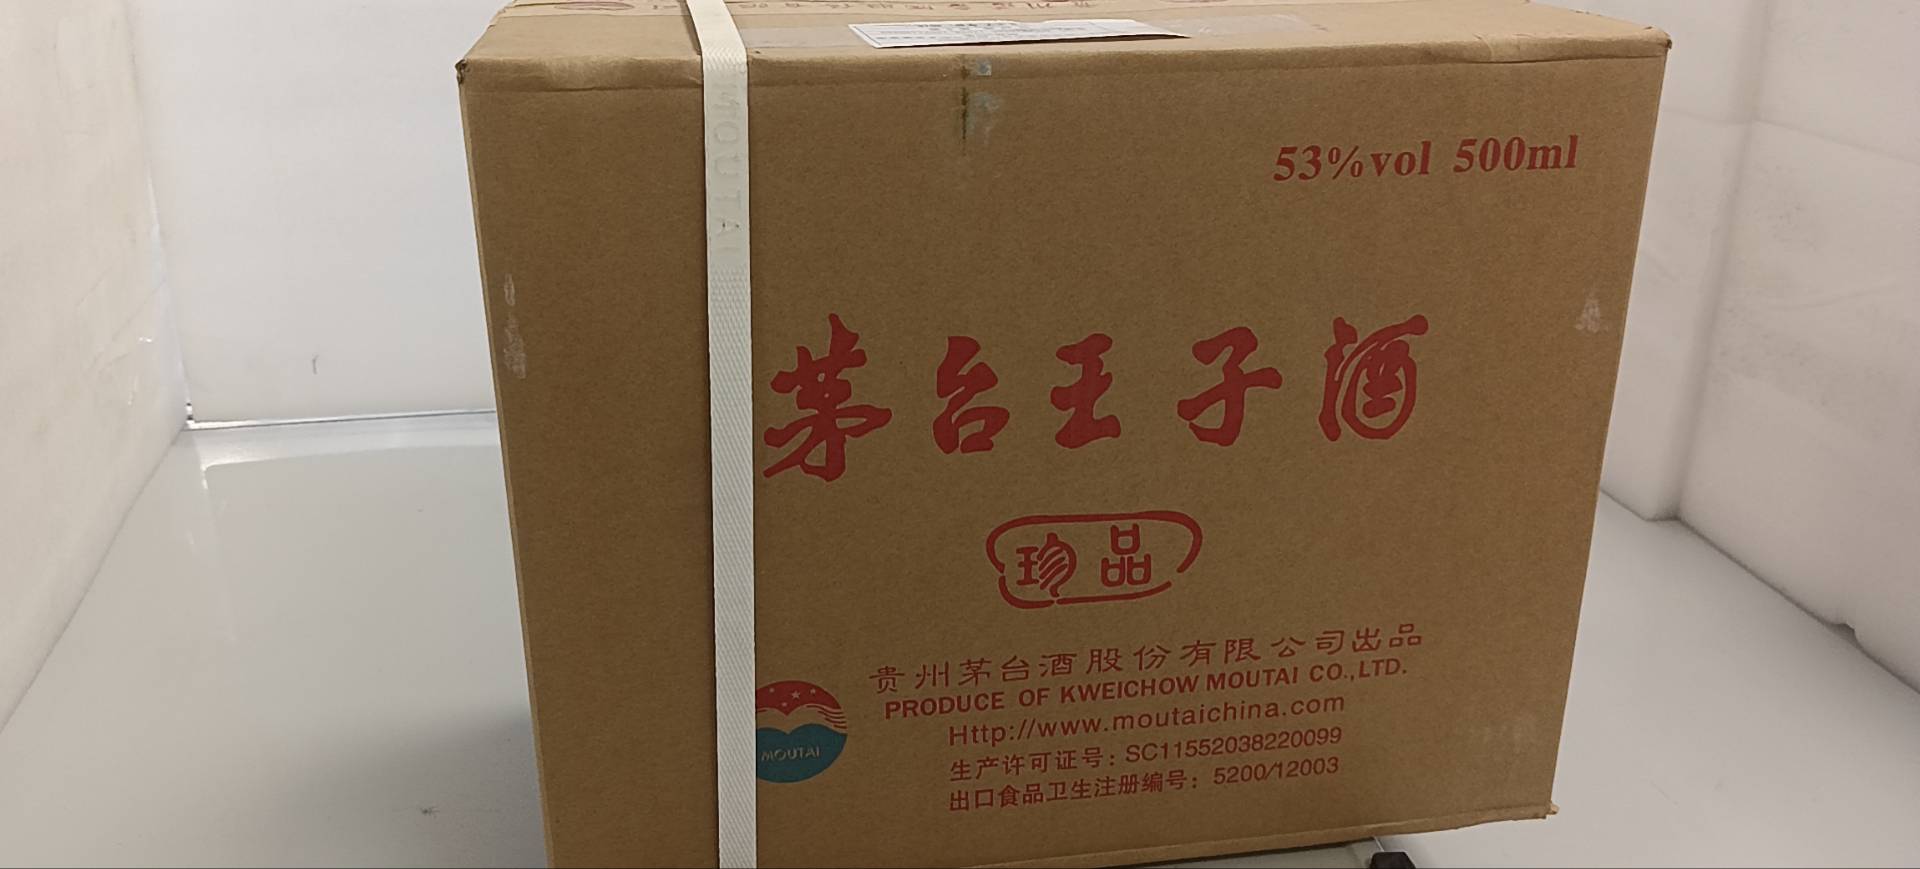 MOUTAI
53%vol 500ml
茅台王子酒
珍品
贵州茅台酒股份有限公司出品
PRODUCE OF KWEICHOW MOUTAI CO.,LTD.
Http://www.moutaichina.com
生产许可证号：SC11552038220099
出口食品卫生注册编号：5200/12003
MOUTAI